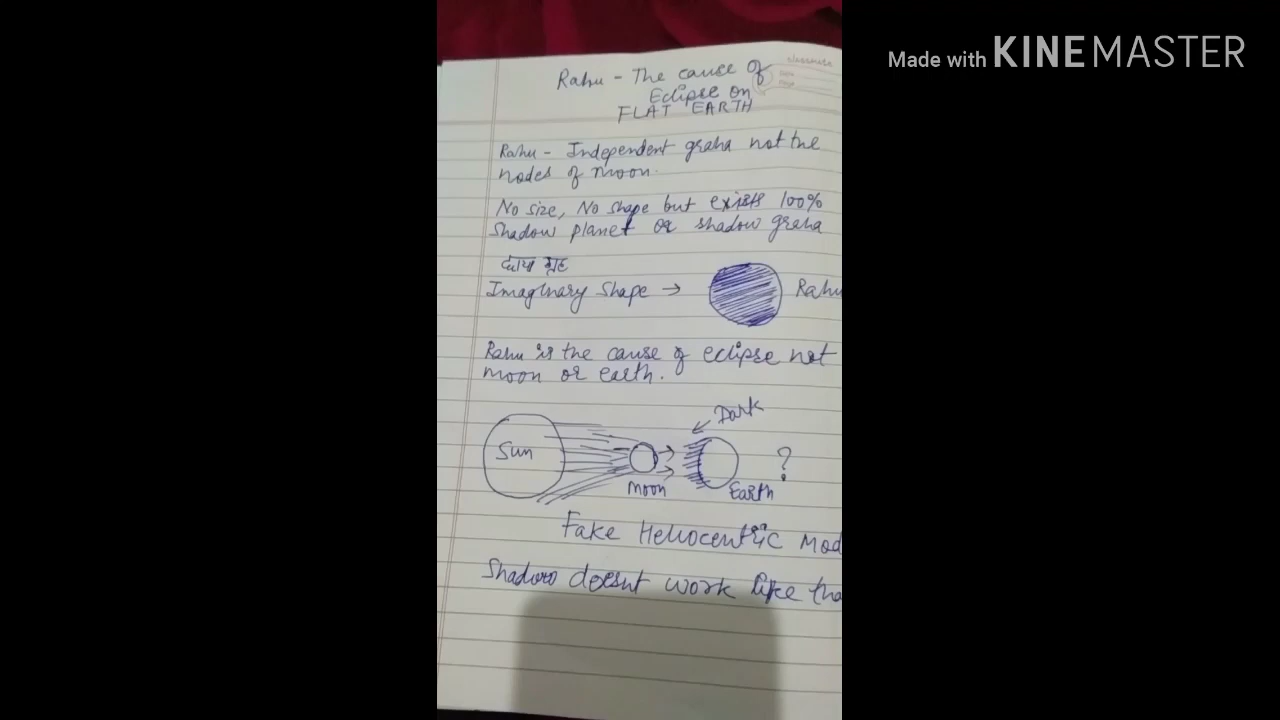 Made with KINEMASTER
Rahu - The cause of
Eclipse on
FLAT EARTH
Rahu - Independent graha not the
nodes of moon.
No size, No shape but exists 100%
Shadow planet or shadow graha
छाया ग्रह
Imaginary Shape → Rahu
Rahu is the cause of eclipse not
moon or earth.
Dark
Sun
Moon
Earth
?
Fake Heliocentric Mod
Shadow doesnt work like tha